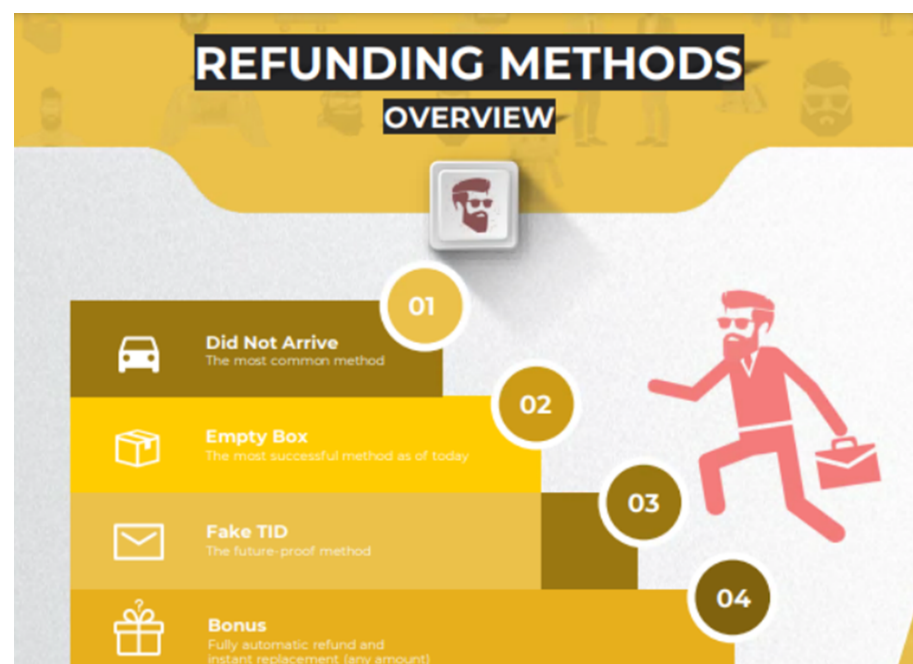 REFUNDING METHODS
OVERVIEW
01
Did Not Arrive
The most common method
02
Empty Box
The most successful method as of today
03
Fake TID
The future-proof method
04
Bonus
Fully automatic refund and
instant replacement (any amount)